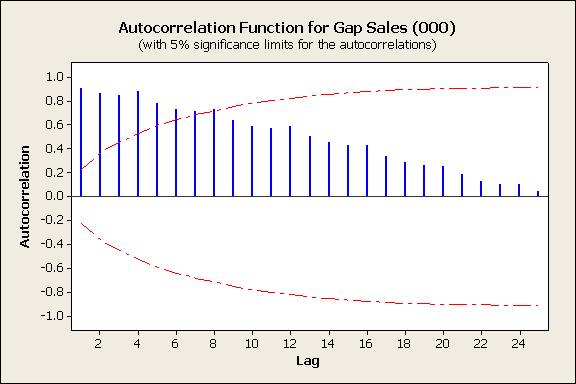 Autocorrelation Function for Gap Sales (000)
(with 5% significance limits for the autocorrelations)
Autocorrelation
1.0
0.8
0.6
0.4
0.2
0.0
-0.2
-0.4
-0.6
-0.8
-1.0
2 4 6 8 10 12 14 16 18 20 22 24
Lag